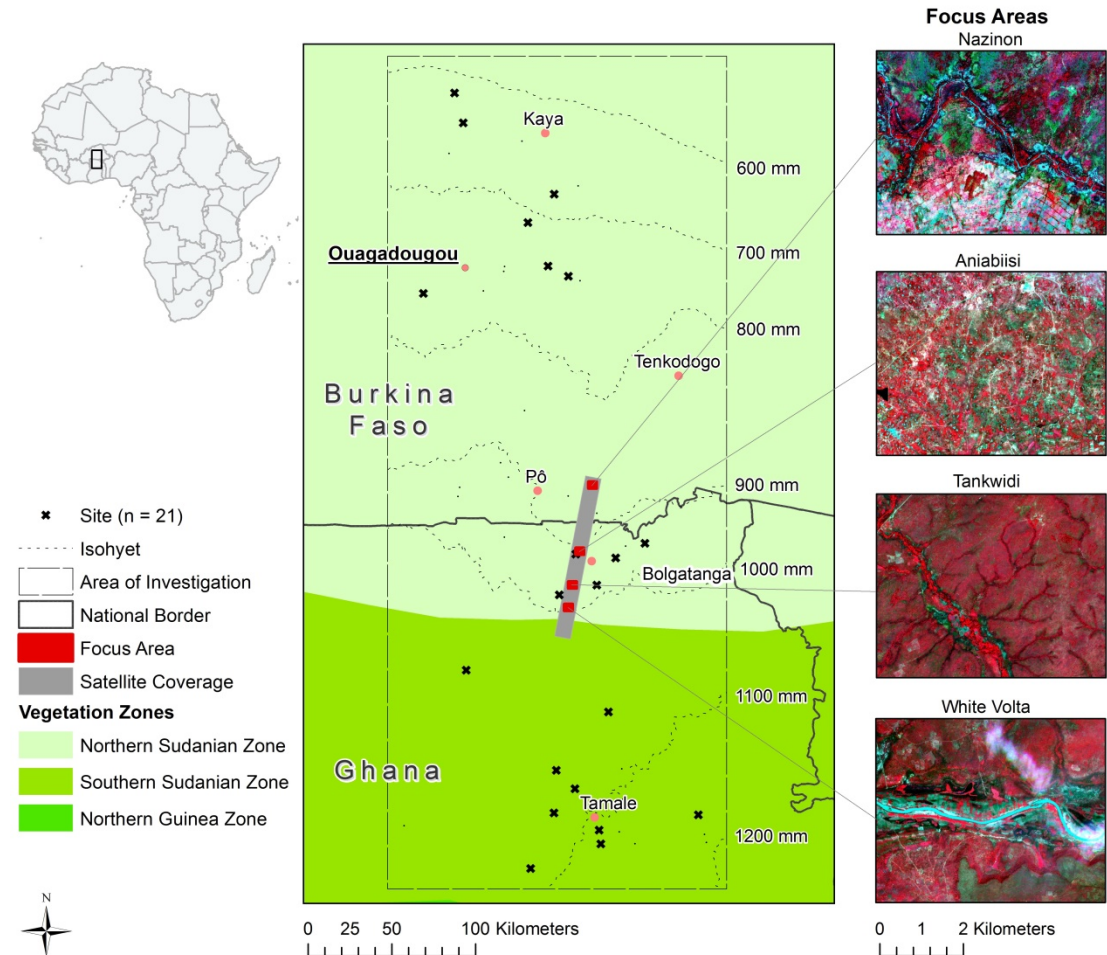 Focus Areas
Nazinon
Kaya
600 mm
Ouagadougou
700 mm
Aniabiisi
800 mm
Tenkodogo
Burkina
Faso
Pô
900 mm
Tankwidi
Site (n = 21)
Isohyet
Area of Investigation
National Border
Focus Area
Satellite Coverage
Vegetation Zones
Northern Sudanian Zone
Southern Sudanian Zone
Northern Guinea Zone
Bolgatanga
1000 mm
1100 mm
White Volta
Ghana
Tamale
1200 mm
N
0 25 50 100 Kilometers
0 1 2 Kilometers